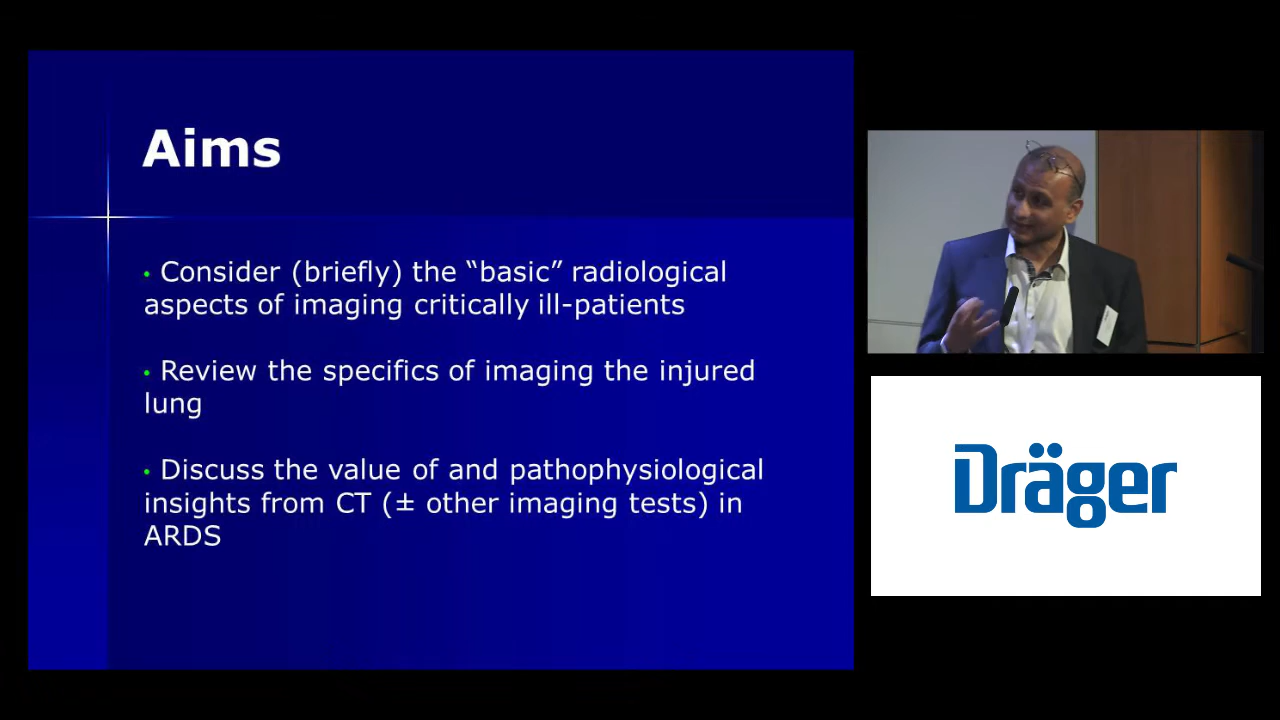 Aims
• Consider (briefly) the “basic” radiological
aspects of imaging critically ill-patients
• Review the specifics of imaging the injured
lung
• Discuss the value of and pathophysiological
insights from CT (± other imaging tests) in
ARDS
Dräger